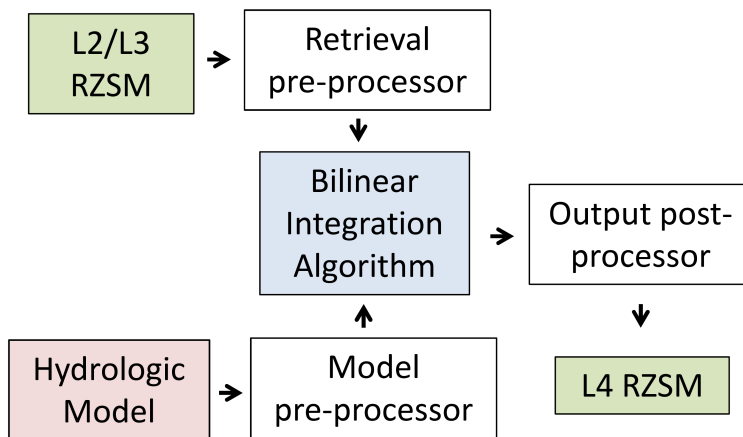 L2/L3
RZSM
Retrieval
pre-processor
Bilinear
Integration
Algorithm
Output post-
processor
Hydrologic
Model
Model
pre-processor
L4 RZSM